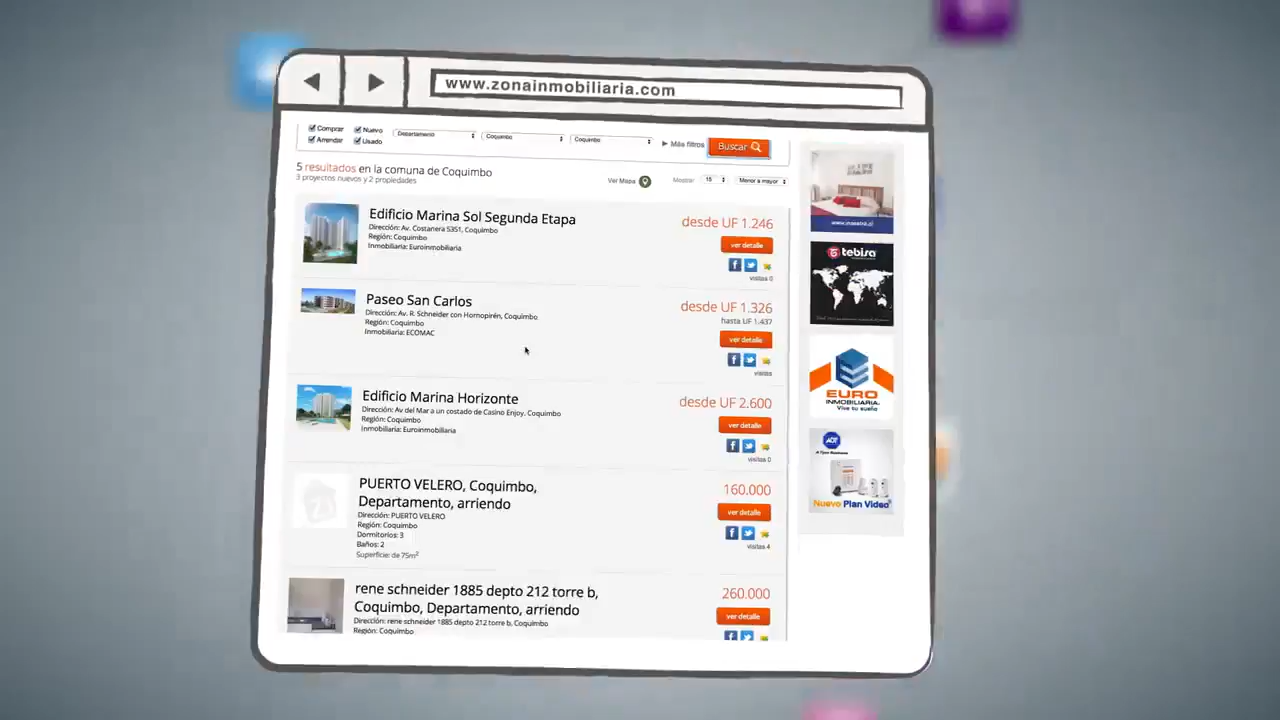 www.zonainmobiliaria.com
Comprar Nuevo Departamento Coquimbo Coquimbo Más filtros Buscar
Arrendar Usado
5 resultados en la comuna de Coquimbo
3 proyectos nuevos y 2 propiedades
Ver Mapa Mostrar 15 Menor a mayor
Edificio Marina Sol Segunda Etapa
Dirección: Av. Costanera 5351, Coquimbo
Región: Coquimbo
Inmobiliaria: Euroinmobiliaria
desde UF 1.246
ver detalle
visitas 0
Paseo San Carlos
Dirección: Av. R. Schneider con Hornopirén, Coquimbo
Región: Coquimbo
Inmobiliaria: ECOMAC
desde UF 1.326
hasta UF 1.437
ver detalle
visitas
Edificio Marina Horizonte
Dirección: Av del Mar a un costado de Casino Enjoy, Coquimbo
Región: Coquimbo
Inmobiliaria: Euroinmobiliaria
desde UF 2.600
ver detalle
visitas 0
PUERTO VELERO, Coquimbo,
Departamento, arriendo
Dirección: PUERTO VELERO
Región: Coquimbo
Dormitorios: 3
Baños: 2
Superficie: de 75m²
160.000
ver detalle
visitas 4
rene schneider 1885 depto 212 torre b,
Coquimbo, Departamento, arriendo
Dirección: rene schneider 1885 depto 212 torre b, Coquimbo
Región: Coquimbo
260.000
ver detalle
tebisa
EURO
INMOBILIARIA
Vive tu sueño
ADT
Nuevo Plan Video